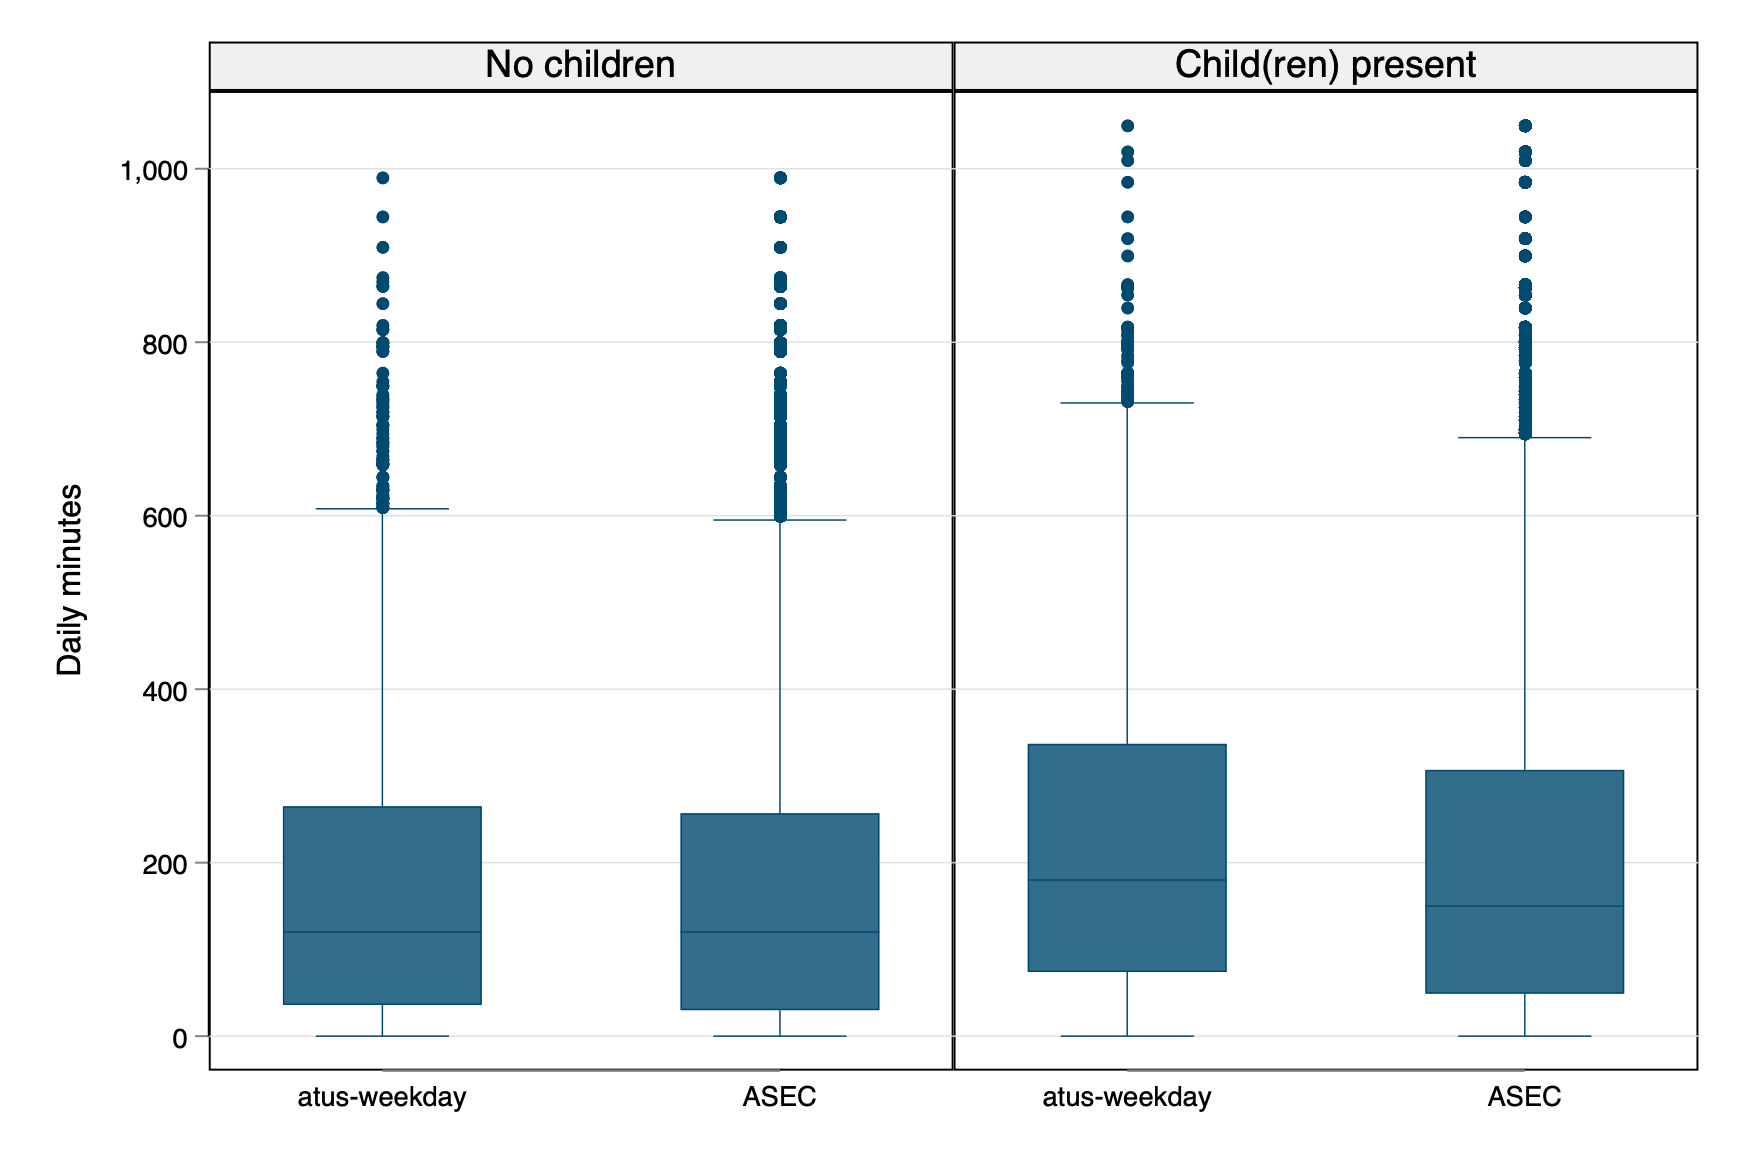 No children
Child(ren) present
Daily minutes
1,000
800
600
400
200
0
atus-weekday
ASEC
atus-weekday
ASEC